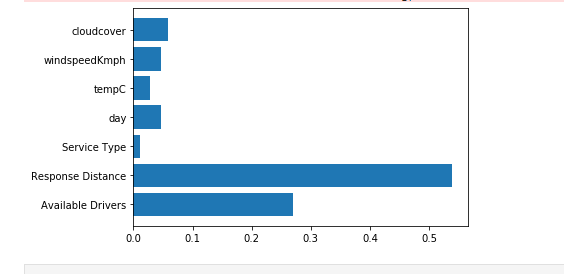 cloudcover
windspeedKmph
tempC
day
Service Type
Response Distance
Available Drivers
0.0 0.1 0.2 0.3 0.4 0.5